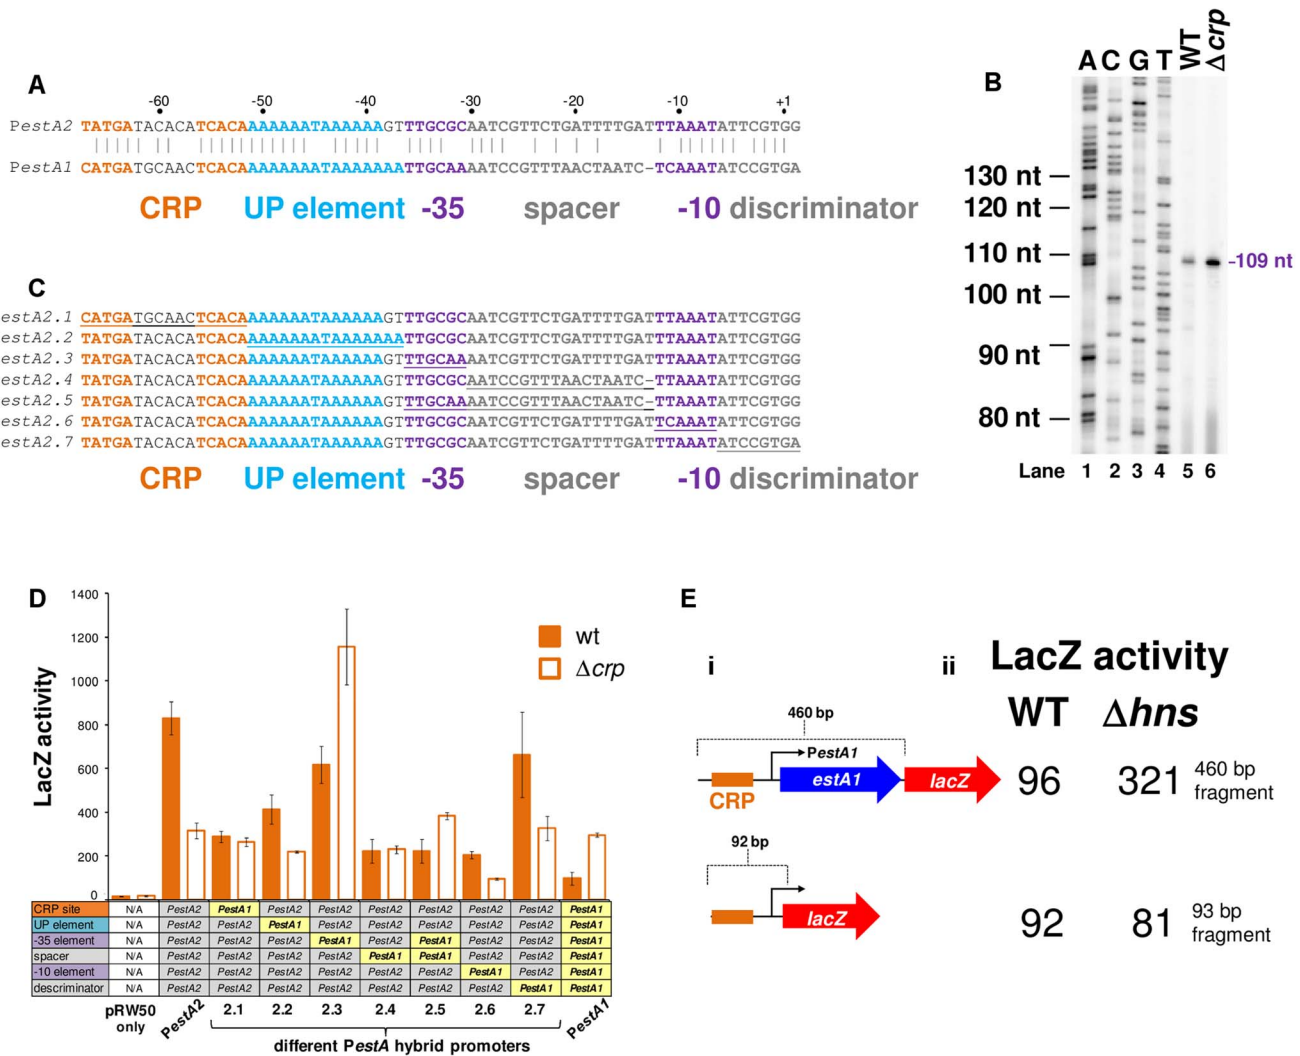 A
-60 -50 -40 -30 -20 -10 +1
PestA2 TATGATACACATCACAAAAAAATAAAAAAGTTTGCGCAATCGTTCTGATTTTGATTTAAATATTCGTGG
PestA1 CATGATGCAACTCACAAAAAAATAAAAAAAATTGCAAAATCCGTTTAACTAATC-TCAAATATCCGTGA
CRP UP element -35 spacer -10 discriminator
B
A C G T WT Δcrp
130 nt
120 nt
110 nt
-109 nt
100 nt
90 nt
80 nt
Lane 1 2 3 4 5 6
C
estA2.1 CATGATGCAACTCACAAAAAAATAAAAAAGTTTGCGCAATCGTTCTGATTTTGATTTAAATATTCGTGG
estA2.2 TATGATACACATCACAAAAAAATAAAAAAAATTGCGCAATCGTTCTGATTTTGATTTAAATATTCGTGG
estA2.3 TATGATACACATCACAAAAAAATAAAAAAGTTTGCAAAATCGTTCTGATTTTGATTTAAATATTCGTGG
estA2.4 TATGATACACATCACAAAAAAATAAAAAAGTTTGCGCAATCCGTTTAACTAATC-TTAAATATTCGTGG
estA2.5 TATGATACACATCACAAAAAAATAAAAAAGTTTGCAAAATCCGTTTAACTAATC-TTAAATATTCGTGG
estA2.6 TATGATACACATCACAAAAAAATAAAAAAGTTTGCGCAATCGTTCTGATTTTGATTCAAATATTCGTGG
estA2.7 TATGATACACATCACAAAAAAATAAAAAAGTTTGCGCAATCGTTCTGATTTTGATTTAAATATCCGTGA
CRP UP element -35 spacer -10 discriminator
D
LacZ activity
1400
1200
1000
800
600
400
200
0
wt
Δcrp
CRP site N/A PestA2 PestA1 PestA2 PestA2 PestA2 PestA2 PestA2 PestA2 PestA1
UP element N/A PestA2 PestA2 PestA1 PestA2 PestA2 PestA2 PestA2 PestA2 PestA1
-35 element N/A PestA2 PestA2 PestA2 PestA1 PestA2 PestA1 PestA2 PestA2 PestA1
spacer N/A PestA2 PestA2 PestA2 PestA2 PestA1 PestA1 PestA2 PestA2 PestA1
-10 element N/A PestA2 PestA2 PestA2 PestA2 PestA2 PestA2 PestA1 PestA2 PestA1
descriminator N/A PestA2 PestA2 PestA2 PestA2 PestA2 PestA2 PestA2 PestA1 PestA1
pRW50 only PestA2 2.1 2.2 2.3 2.4 2.5 2.6 2.7 PestA1
different PestA hybrid promoters
E
i
460 bp
PestA1
estA1 lacZ
CRP
92 bp
lacZ
ii
LacZ activity
WT Δhns
96 321 460 bp fragment
92 81 93 bp fragment